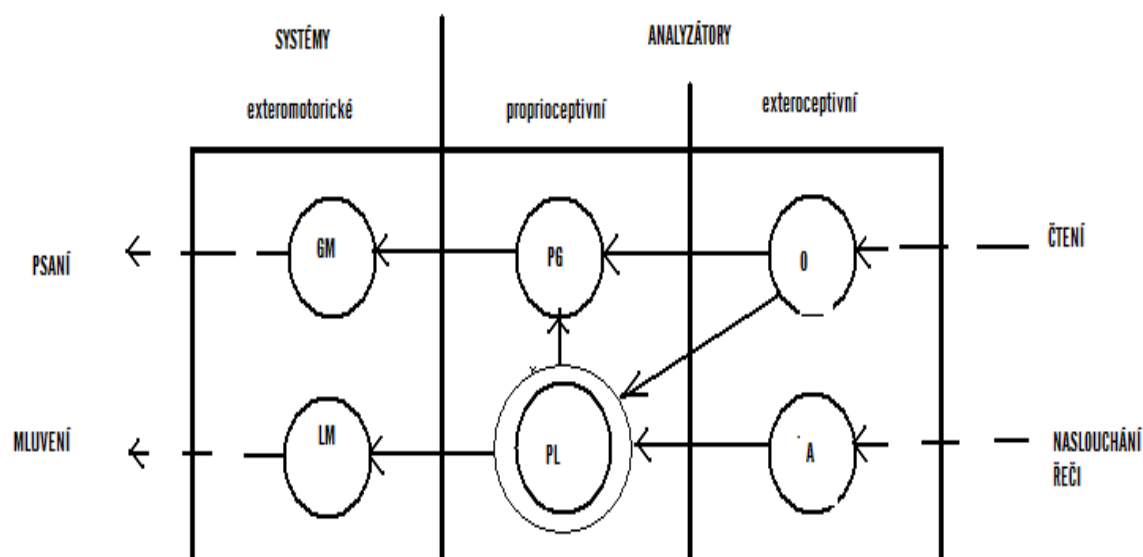 SYSTÉMY
ANALYZÁTORY
exteromotorické
proprioceptivní
exteroceptivní
GM
PG
O
ČTENÍ
PSANÍ
LM
PL
A
MLUVENÍ
NASLOUCHÁNÍ
ŘEČI